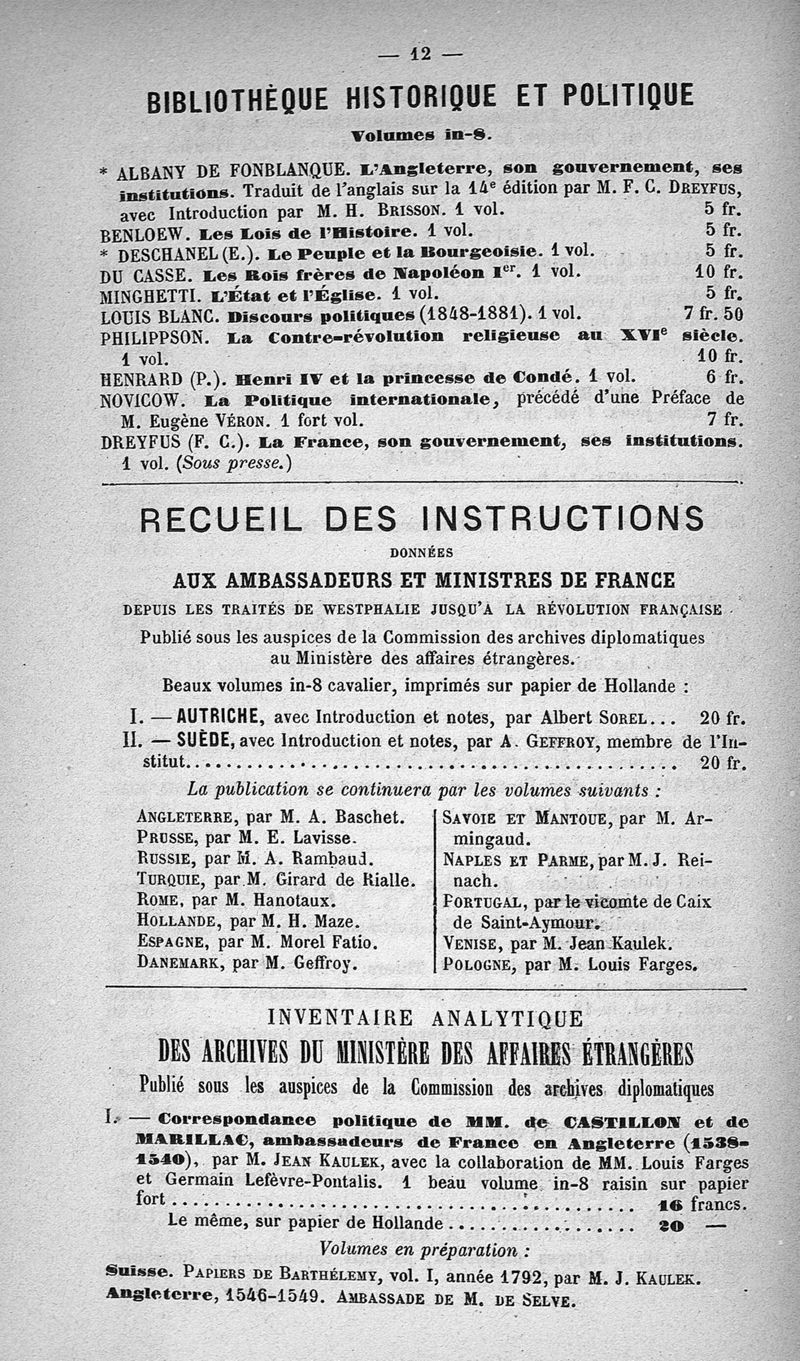 — 12 —
BIBLIOTHÈQUE HISTORIQUE ET POLITIQUE
Volumes in-8.
* ALBANY DE FONBLANQUE. L'Angleterre, son gouvernement, ses
institutions. Traduit de l'anglais sur la 14e édition par M. F. C. DREYFUS,
avec Introduction par M. H. BRISSON. 1 vol. 5 fr.
BENLOEW. Les Lois de l'Histoire. 1 vol. 5 fr.
* DESCHANEL (E.). Le Peuple et la Bourgeoisie. 1 vol. 5 fr.
DU CASSE. Les Rois frères de Napoléon Ier. 1 vol. 10 fr.
MINGHETTI. L'État et l'Église. 1 vol. 5 fr.
LOUIS BLANC. Discours politiques (1848-1881). 1 vol. 7 fr. 50
PHILIPPSON. La Contre-révolution religieuse au XVIe siècle.
1 vol. 10 fr.
HENRARD (P.). Henri IV et la princesse de Condé. 1 vol. 6 fr.
NOVICOW. La Politique internationale, précédé d'une Préface de
M. Eugène VÉRON. 1 fort vol. 7 fr.
DREYFUS (F. C.). La France, son gouvernement, ses institutions.
1 vol. (Sous presse.)
RECUEIL DES INSTRUCTIONS
DONNÉES
AUX AMBASSADEURS ET MINISTRES DE FRANCE
DEPUIS LES TRAITÉS DE WESTPHALIE JUSQU'A LA RÉVOLUTION FRANÇAISE
Publié sous les auspices de la Commission des archives diplomatiques
au Ministère des affaires étrangères.
Beaux volumes in-8 cavalier, imprimés sur papier de Hollande :
I. — AUTRICHE, avec Introduction et notes, par Albert SOREL... 20 fr.
II. — SUÈDE, avec Introduction et notes, par A. GEFFROY, membre de l'In-
stitut.................................................. 20 fr.
La publication se continuera par les volumes suivants :
ANGLETERRE, par M. A. Baschet.
PRUSSE, par M. E. Lavisse.
RUSSIE, par M. A. Rambaud.
TURQUIE, par M. Girard de Rialle.
ROME, par M. Hanotaux.
HOLLANDE, par M. H. Maze.
ESPAGNE, par M. Morel Fatio.
DANEMARK, par M. Geffroy.
SAVOIE ET MANTOUE, par M. Ar-
mingaud.
NAPLES ET PARME, par M. J. Rei-
nach.
PORTUGAL, par le vicomte de Caix
de Saint-Aymour.
VENISE, par M. Jean Kaulek.
POLOGNE, par M. Louis Farges.
INVENTAIRE ANALYTIQUE
DES ARCHIVES DU MINISTÈRE DES AFFAIRES ÉTRANGÈRES
Publié sous les auspices de la Commission des archives diplomatiques
I. — Correspondance politique de MM. de CASTILLON et de
MARILLAC, ambassadeurs de France en Angleterre (1538-
1540), par M. JEAN KAULEK, avec la collaboration de MM. Louis Farges
et Germain Lefèvre-Pontalis. 1 beau volume in-8 raisin sur papier
fort.............................................. 16 francs.
Le même, sur papier de Hollande.................. 20 —
Volumes en préparation :
Suisse. PAPIERS DE BARTHÉLEMY, vol. I, année 1792, par M. J. KAULEK.
Angleterre, 1546-1549. AMBASSADE DE M. DE SELVE.